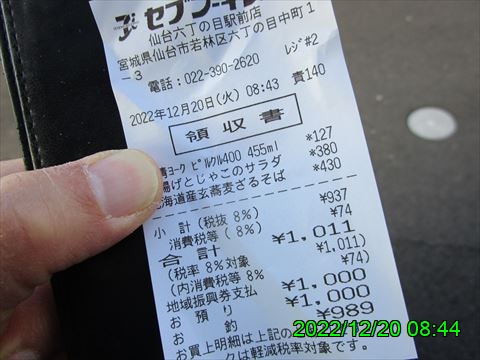 セブン-イレ
仙台六丁の目駅前店
宮城県仙台市若林区六丁の目中町1
-3
電話:022-390-2620
レジ#2
2022年12月20日(火) 08:43 責140
領収書
ヨーク ピルクル400 455ml *127
揚げとじゃこのサラダ *380
海道産玄蕎麦ざるそば *430
小計(税抜 8%) ¥937
消費税等( 8%) ¥74
合計 ¥1,011
(税率 8%対象 ¥1,011)
(内消費税等 8% ¥74)
地域振興券支払 ¥1,000
お預り ¥1,000
お釣 ¥989
お買上明細は上記の
クは軽減税率対象です。
2022/12/20 08:44